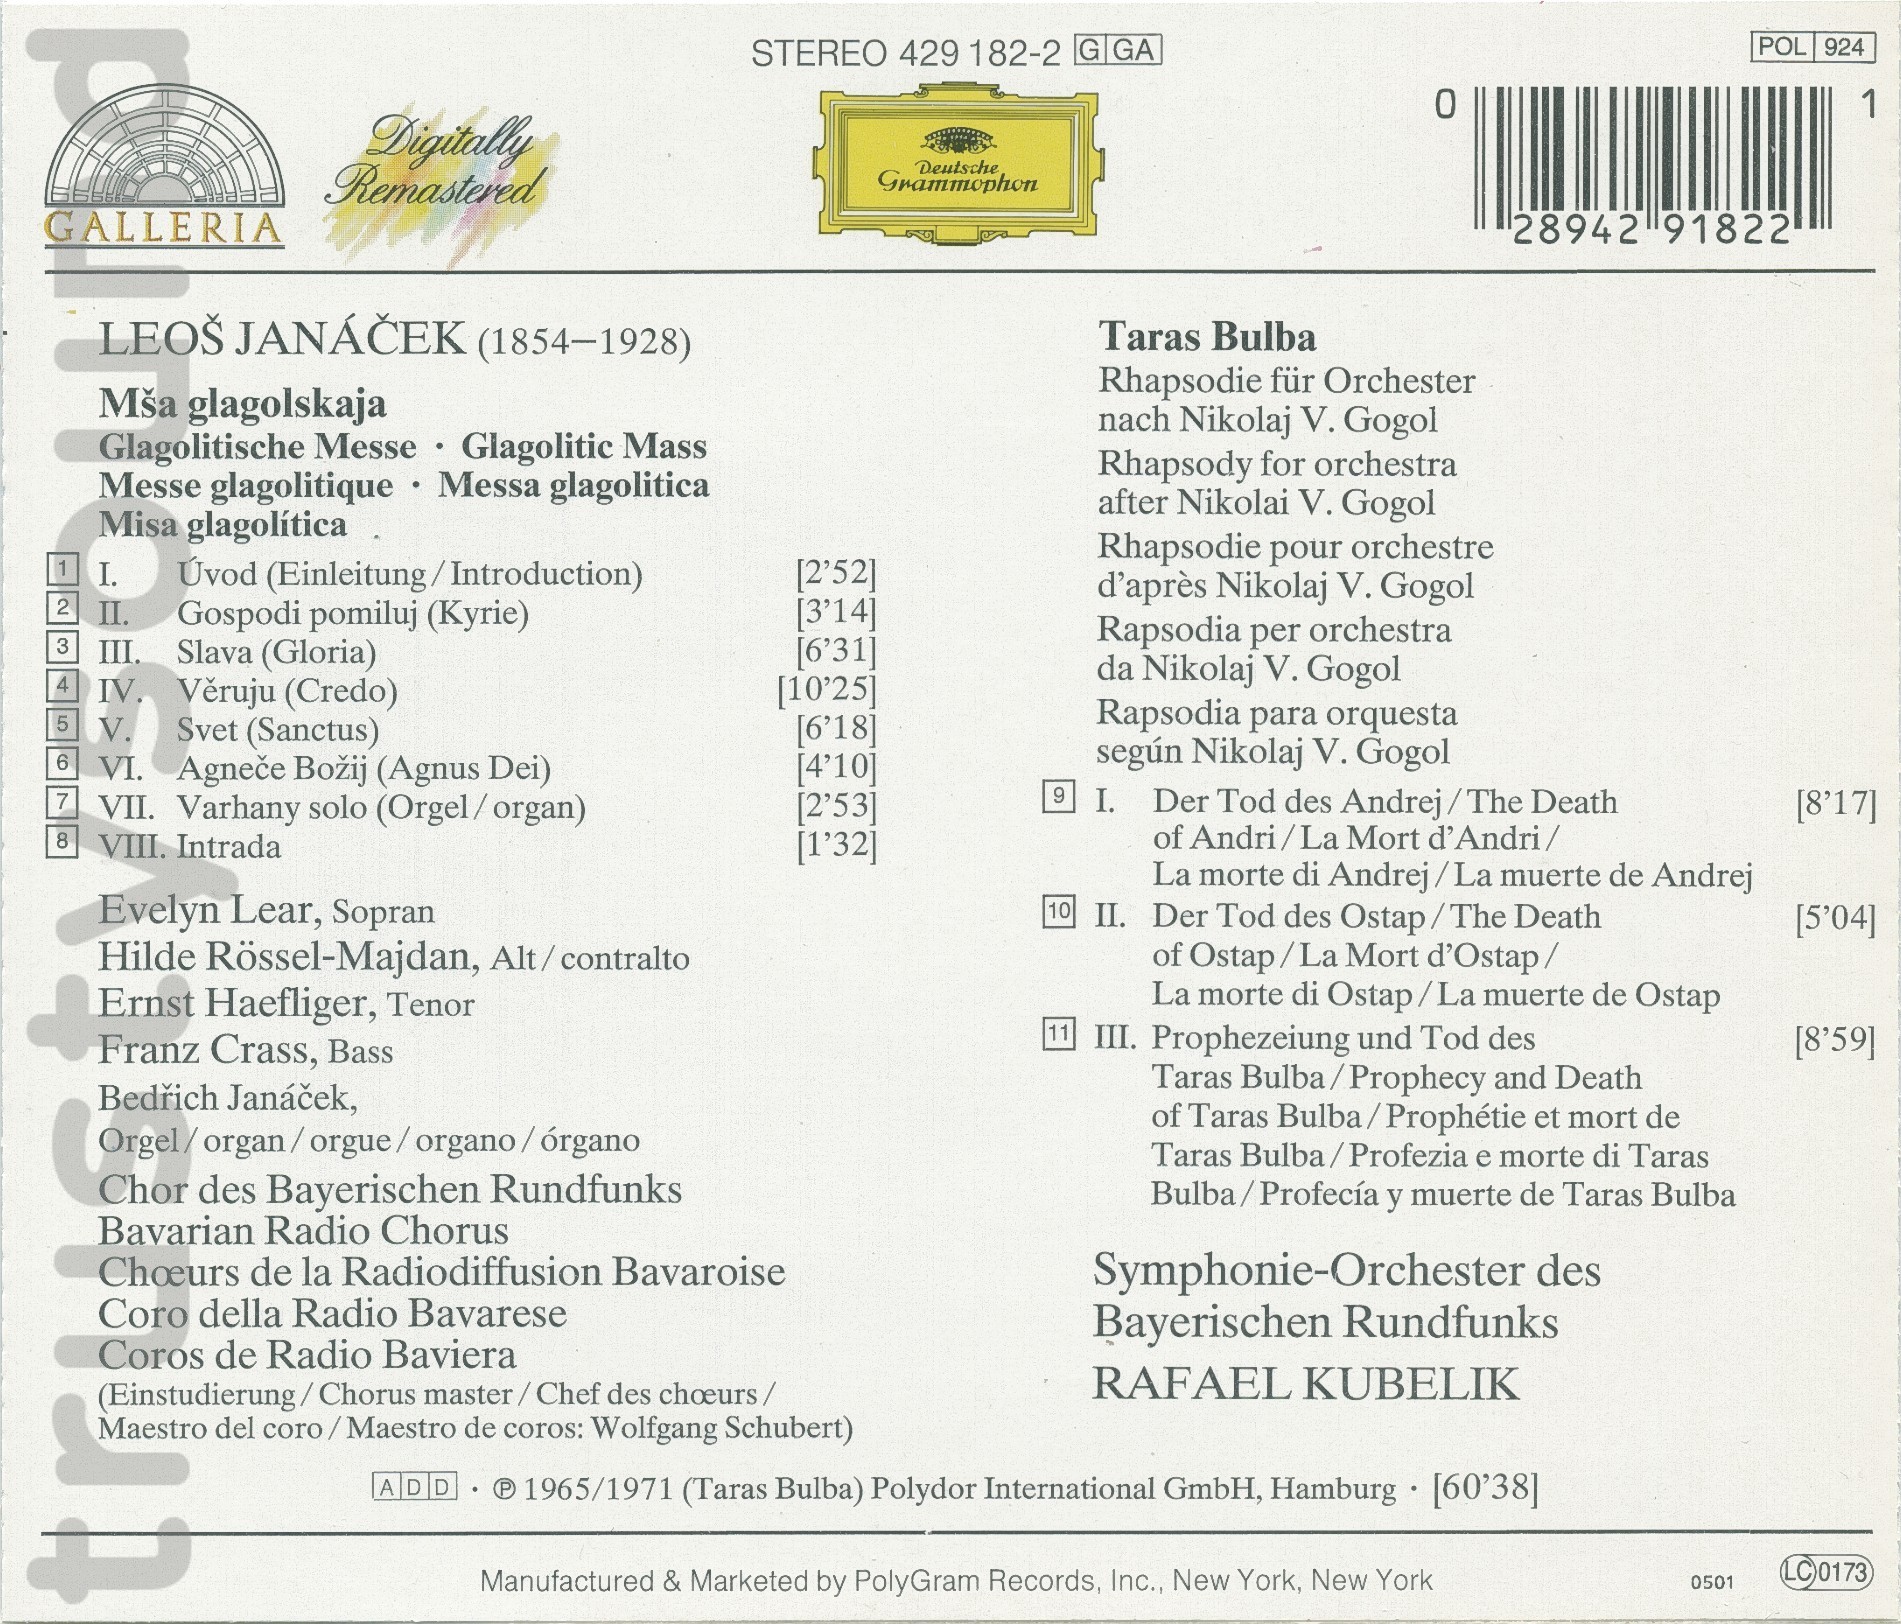 STEREO 429 182-2 G GA
POL 924
GALLERIA
Digitally
Remastered
Deutsche
Grammophon
0 28942 91822 1
LEOŠ JANÁČEK (1854–1928)
Mša glagolskaja
Glagolitische Messe · Glagolitic Mass
Messe glagolitique · Messa glagolitica
Misa glagolítica
1 I. Úvod (Einleitung / Introduction) [2’52]
2 II. Gospodi pomiluj (Kyrie) [3’14]
3 III. Slava (Gloria) [6’31]
4 IV. Věruju (Credo) [10’25]
5 V. Svet (Sanctus) [6’18]
6 VI. Agneče Božij (Agnus Dei) [4’10]
7 VII. Varhany solo (Orgel / organ) [2’53]
8 VIII. Intrada [1’32]
Evelyn Lear, Sopran
Hilde Rössel-Majdan, Alt / contralto
Ernst Haefliger, Tenor
Franz Crass, Bass
Bedřich Janáček,
Orgel / organ / orgue / organo / órgano
Chor des Bayerischen Rundfunks
Bavarian Radio Chorus
Chœurs de la Radiodiffusion Bavaroise
Coro della Radio Bavarese
Coros de Radio Baviera
(Einstudierung / Chorus master / Chef des chœurs /
Maestro del coro / Maestro de coros: Wolfgang Schubert)
Taras Bulba
Rhapsodie für Orchester
nach Nikolaj V. Gogol
Rhapsody for orchestra
after Nikolai V. Gogol
Rhapsodie pour orchestre
d’après Nikolaj V. Gogol
Rapsodia per orchestra
da Nikolaj V. Gogol
Rapsodia para orquesta
según Nikolaj V. Gogol
9 I. Der Tod des Andrej / The Death [8’17]
of Andri / La Mort d’Andri /
La morte di Andrej / La muerte de Andrej
10 II. Der Tod des Ostap / The Death [5’04]
of Ostap / La Mort d’Ostap /
La morte di Ostap / La muerte de Ostap
11 III. Prophezeiung und Tod des [8’59]
Taras Bulba / Prophecy and Death
of Taras Bulba / Prophétie et mort de
Taras Bulba / Profezia e morte di Taras
Bulba / Profecía y muerte de Taras Bulba
Symphonie-Orchester des
Bayerischen Rundfunks
RAFAEL KUBELIK
ADD · ℗ 1965/1971 (Taras Bulba) Polydor International GmbH, Hamburg · [60’38]
Manufactured & Marketed by PolyGram Records, Inc., New York, New York
0501
LC 0173
trustysound